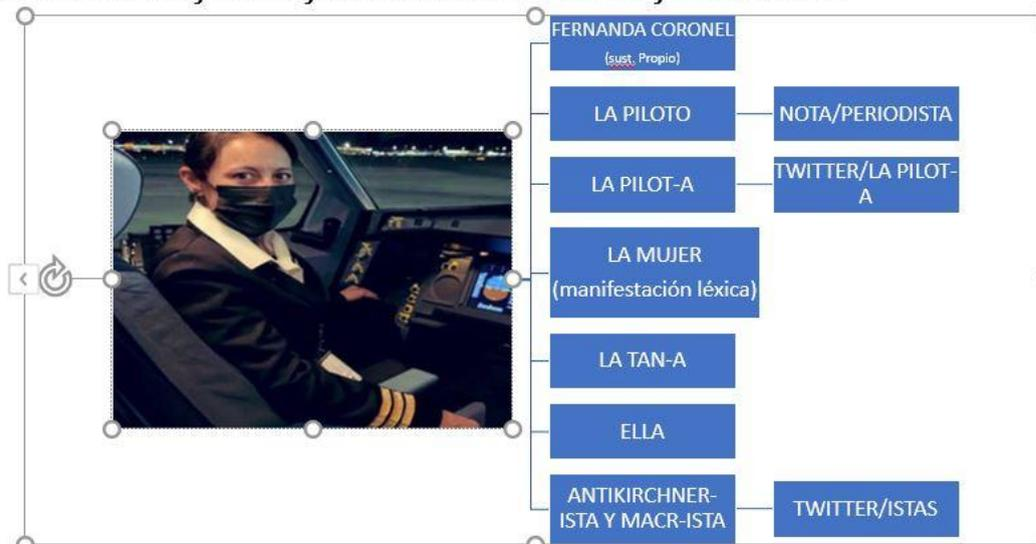 FERNANDA CORONEL
(sust. Propio)
LA PILOTO
NOTA/PERIODISTA
LA PILOT-A
TWITTER/LA PILOT-
A
LA MUJER
(manifestación léxica)
LA TAN-A
ELLA
ANTIKIRCHNER-
ISTA Y MACR-ISTA
TWITTER/ISTAS